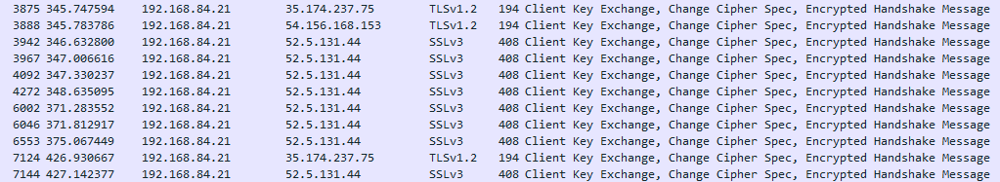 3875 345.747594 192.168.84.21 35.174.237.75 TLSv1.2 194 Client Key Exchange, Change Cipher Spec, Encrypted Handshake Message
3888 345.783786 192.168.84.21 54.156.168.153 TLSv1.2 194 Client Key Exchange, Change Cipher Spec, Encrypted Handshake Message
3942 346.632800 192.168.84.21 52.5.131.44 SSLv3 408 Client Key Exchange, Change Cipher Spec, Encrypted Handshake Message
3967 347.006616 192.168.84.21 52.5.131.44 SSLv3 408 Client Key Exchange, Change Cipher Spec, Encrypted Handshake Message
4092 347.330237 192.168.84.21 52.5.131.44 SSLv3 408 Client Key Exchange, Change Cipher Spec, Encrypted Handshake Message
4272 348.635095 192.168.84.21 52.5.131.44 SSLv3 408 Client Key Exchange, Change Cipher Spec, Encrypted Handshake Message
6002 371.283552 192.168.84.21 52.5.131.44 SSLv3 408 Client Key Exchange, Change Cipher Spec, Encrypted Handshake Message
6046 371.812917 192.168.84.21 52.5.131.44 SSLv3 408 Client Key Exchange, Change Cipher Spec, Encrypted Handshake Message
6553 375.067449 192.168.84.21 52.5.131.44 SSLv3 408 Client Key Exchange, Change Cipher Spec, Encrypted Handshake Message
7124 426.930667 192.168.84.21 35.174.237.75 TLSv1.2 194 Client Key Exchange, Change Cipher Spec, Encrypted Handshake Message
7144 427.142377 192.168.84.21 52.5.131.44 SSLv3 408 Client Key Exchange, Change Cipher Spec, Encrypted Handshake Message